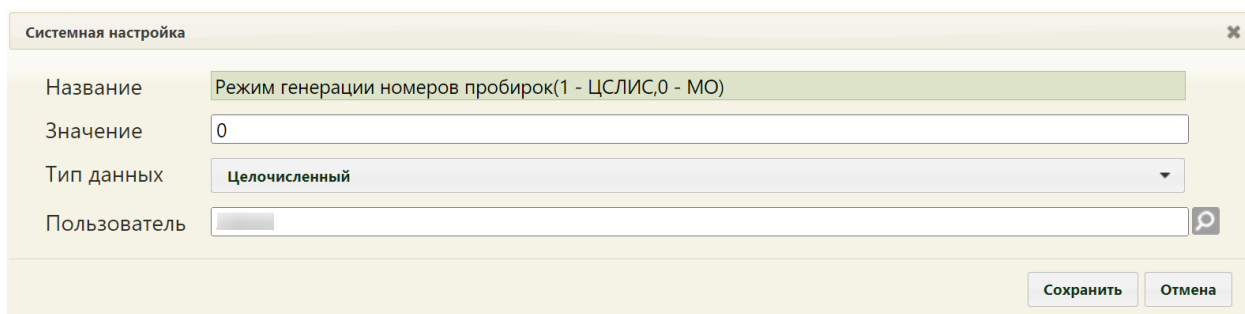 Системная настройка
Название Режим генерации номеров пробирок(1 - ЦСЛИС,0 - МО)
Значение 0
Тип данных Целочисленный
Пользователь
Сохранить Отмена